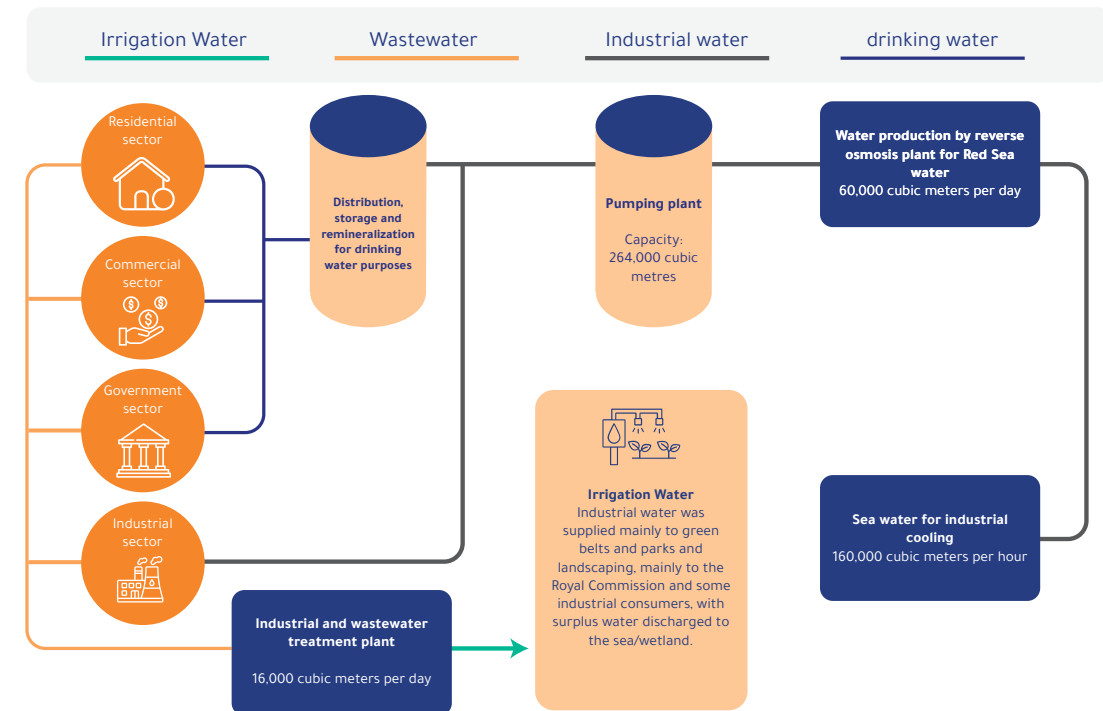 Irrigation Water
Wastewater
Industrial water
drinking water
Residential
sector
Commercial
sector
$
$
$
Government
sector
Industrial
sector
Distribution,
storage and
remineralization
for drinking
water purposes
Pumping plant
Capacity:
264,000 cubic
metres
Water production by reverse
osmosis plant for Red Sea
water
60,000 cubic meters per day
Sea water for industrial
cooling
160,000 cubic meters per hour
Irrigation Water
Industrial water was
supplied mainly to green
belts and parks and
landscaping, mainly to the
Royal Commission and some
industrial consumers, with
surplus water discharged to
the sea/wetland.
Industrial and wastewater
treatment plant
16,000 cubic meters per day